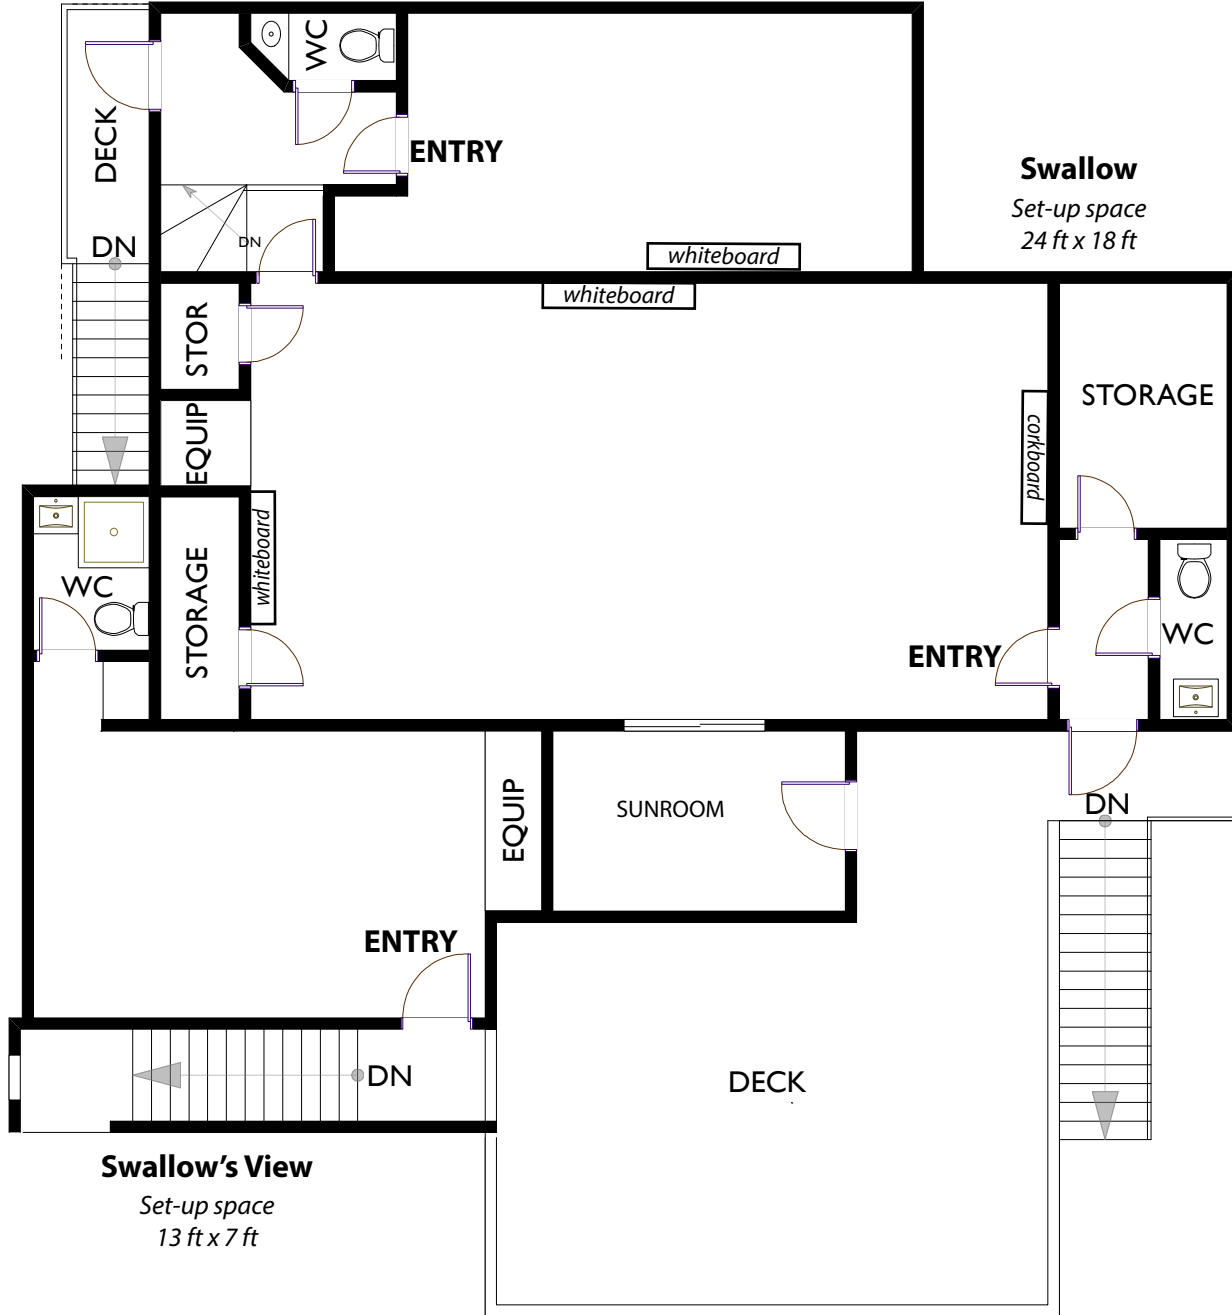 WC
DECK
ENTRY
Swallow
Set-up space
24 ft x 18 ft
DN
DN
whiteboard
whiteboard
STOR
EQUIP
STORAGE
corkboard
whiteboard
STORAGE
WC
WC
ENTRY
EQUIP
SUNROOM
DN
ENTRY
DN
DECK
Swallow's View
Set-up space
13 ft x 7 ft